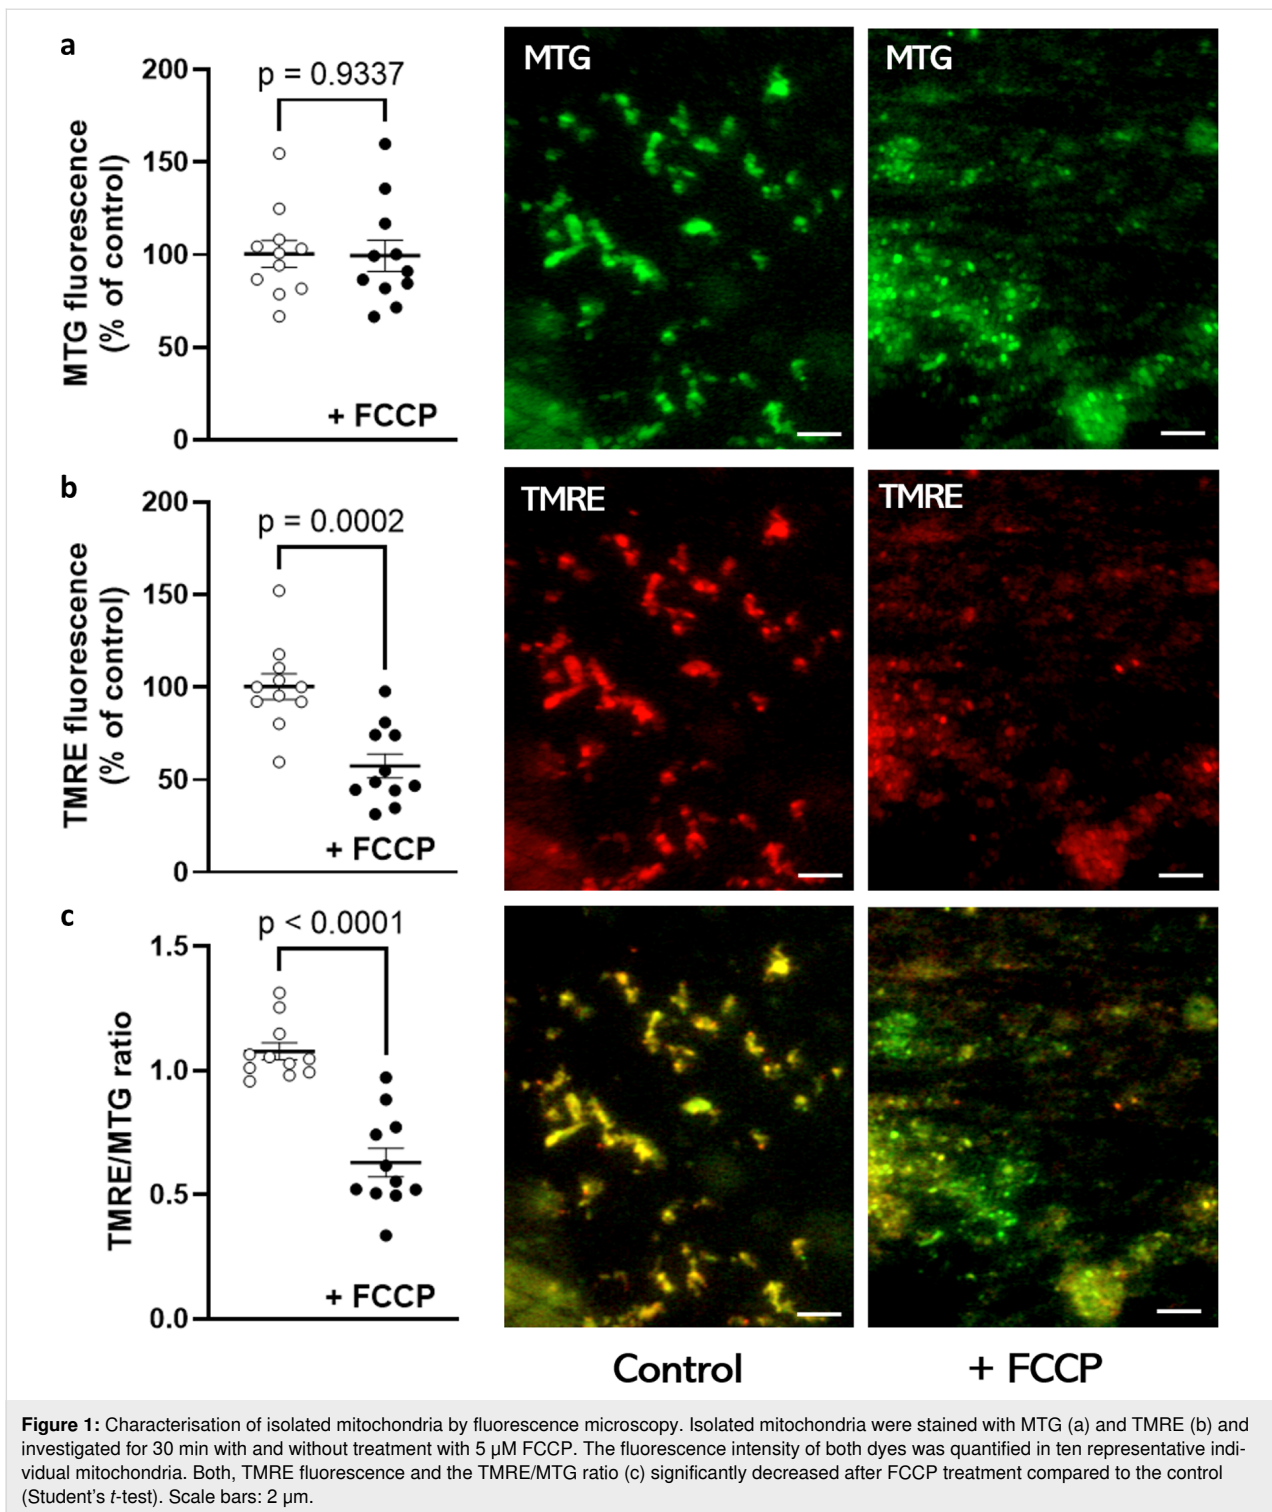 a
200
150
100
50
0
MTG fluorescence
(% of control)
p = 0.9337
+ FCCP
MTG
MTG
b
200
150
100
50
0
TMRE fluorescence
(% of control)
p = 0.0002
+ FCCP
TMRE
TMRE
c
1.5
1.0
0.5
0.0
TMRE/MTG ratio
p < 0.0001
+ FCCP
Control
+ FCCP
Figure 1: Characterisation of isolated mitochondria by fluorescence microscopy. Isolated mitochondria were stained with MTG (a) and TMRE (b) and
investigated for 30 min with and without treatment with 5 µM FCCP. The fluorescence intensity of both dyes was quantified in ten representative indi-
vidual mitochondria. Both, TMRE fluorescence and the TMRE/MTG ratio (c) significantly decreased after FCCP treatment compared to the control
(Student's t-test). Scale bars: 2 µm.